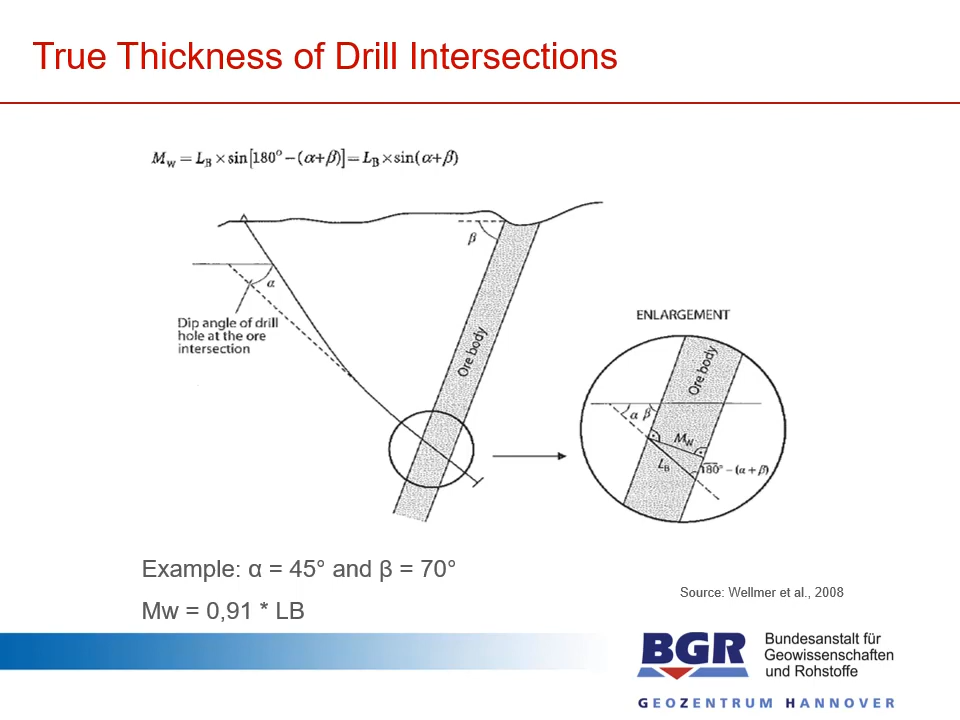 True Thickness of Drill Intersections
M_W = L_B × sin[180° − (α+β)] = L_B × sin(α+β)
β
α
Dip angle of drill
hole at the ore
intersection
Ore body
ENLARGEMENT
Ore body
α β
M_W
L_B
180° − (α + β)
Example: α = 45° and β = 70°
Mw = 0,91 * LB
Source: Wellmer et al., 2008
BGR
Bundesanstalt für
Geowissenschaften
und Rohstoffe
GEOZENTRUM HANNOVER